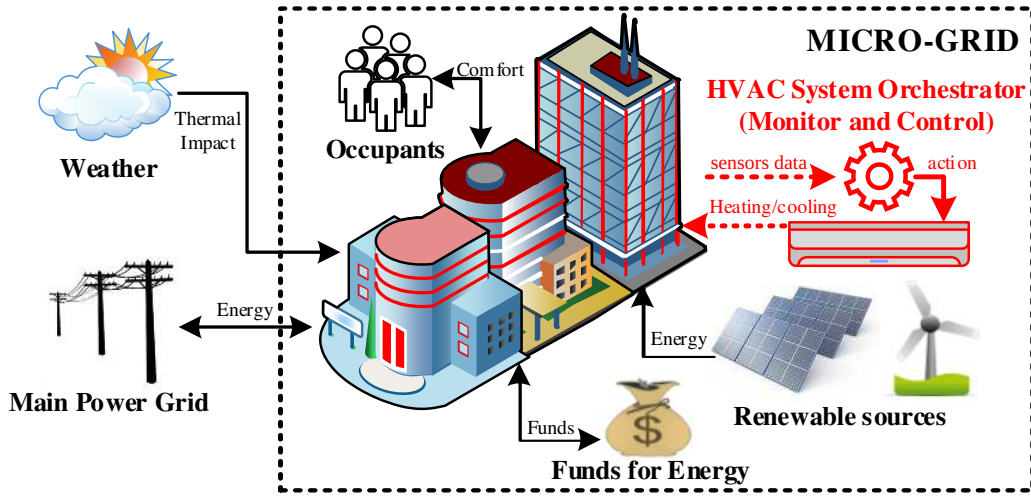 MICRO-GRID
HVAC System Orchestrator
(Monitor and Control)
Comfort
Thermal
Impact
Occupants
Weather
sensors data
action
Heating/cooling
Energy
Main Power Grid
Energy
Renewable sources
Funds
$
Funds for Energy